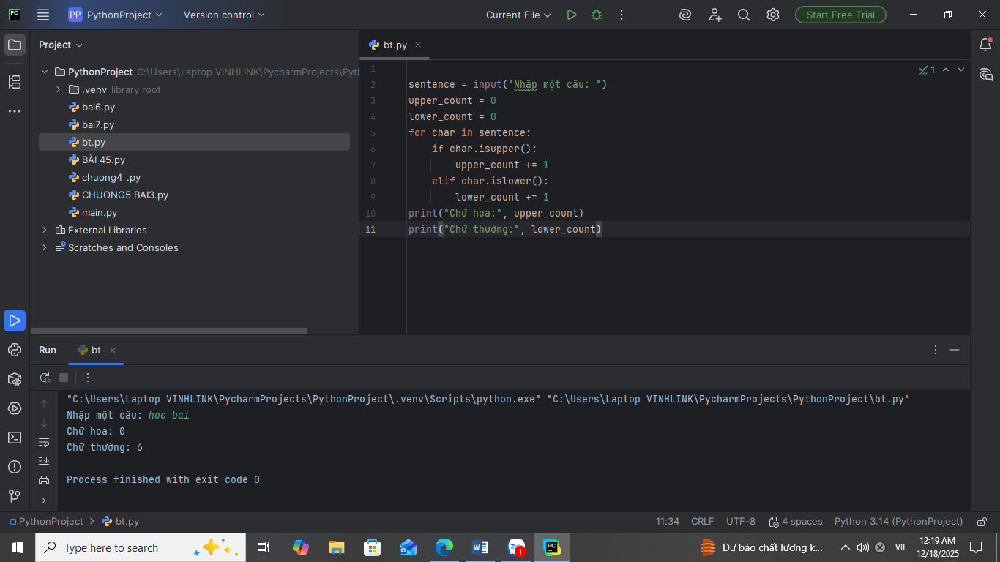 PP PythonProject Version control Current File Start Free Trial
Project
bt.py
PythonProject C:\Users\Laptop VINHLINK\PycharmProjects\Pyt
.venv library root
bai6.py
bai7.py
bt.py
BÀI 45.py
chuong4_.py
CHUONG5 BAI3.py
main.py
External Libraries
Scratches and Consoles
1
1
2 sentence = input("Nhập một câu: ")
3 upper_count = 0
4 lower_count = 0
5 for char in sentence:
6 if char.isupper():
7 upper_count += 1
8 elif char.islower():
9 lower_count += 1
10 print("Chữ hoa:", upper_count)
11 print("Chữ thường:", lower_count)
Run bt
"C:\Users\Laptop VINHLINK\PycharmProjects\PythonProject\.venv\Scripts\python.exe" "C:\Users\Laptop VINHLINK\PycharmProjects\PythonProject\bt.py"
Nhập một câu: hoc bai
Chữ hoa: 0
Chữ thường: 6
Process finished with exit code 0
PythonProject > bt.py 11:34 CRLF UTF-8 4 spaces Python 3.14 (PythonProject)
Type here to search
Dự báo chất lượng k...
VIE
12:19 AM
12/18/2025